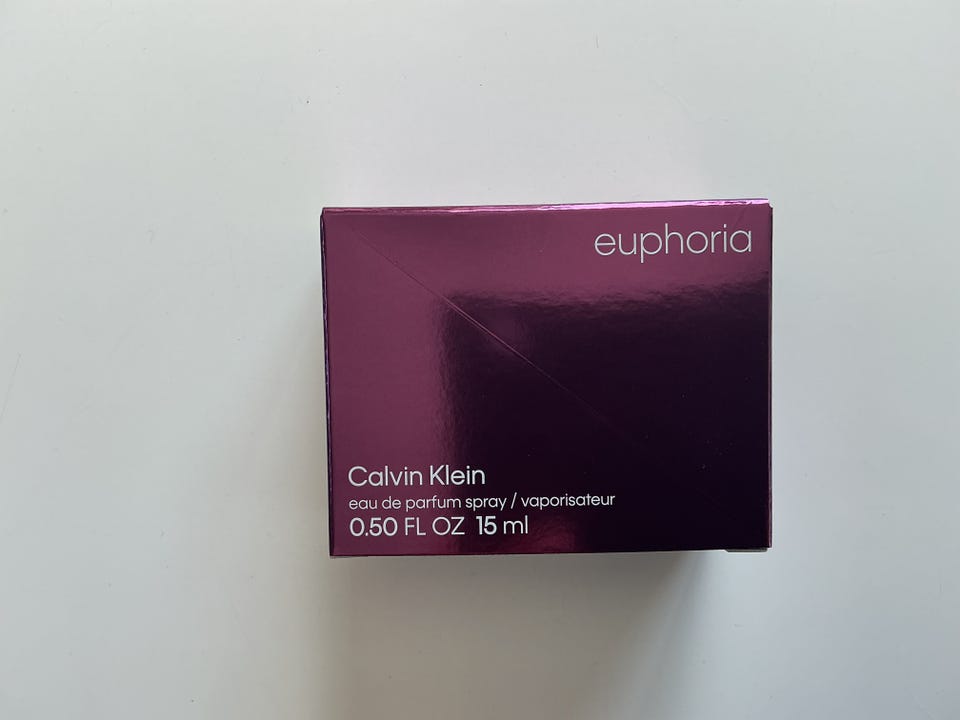 euphoria
Calvin Klein
eau de parfum spray / vaporisateur
0.50 FL OZ 15 ml